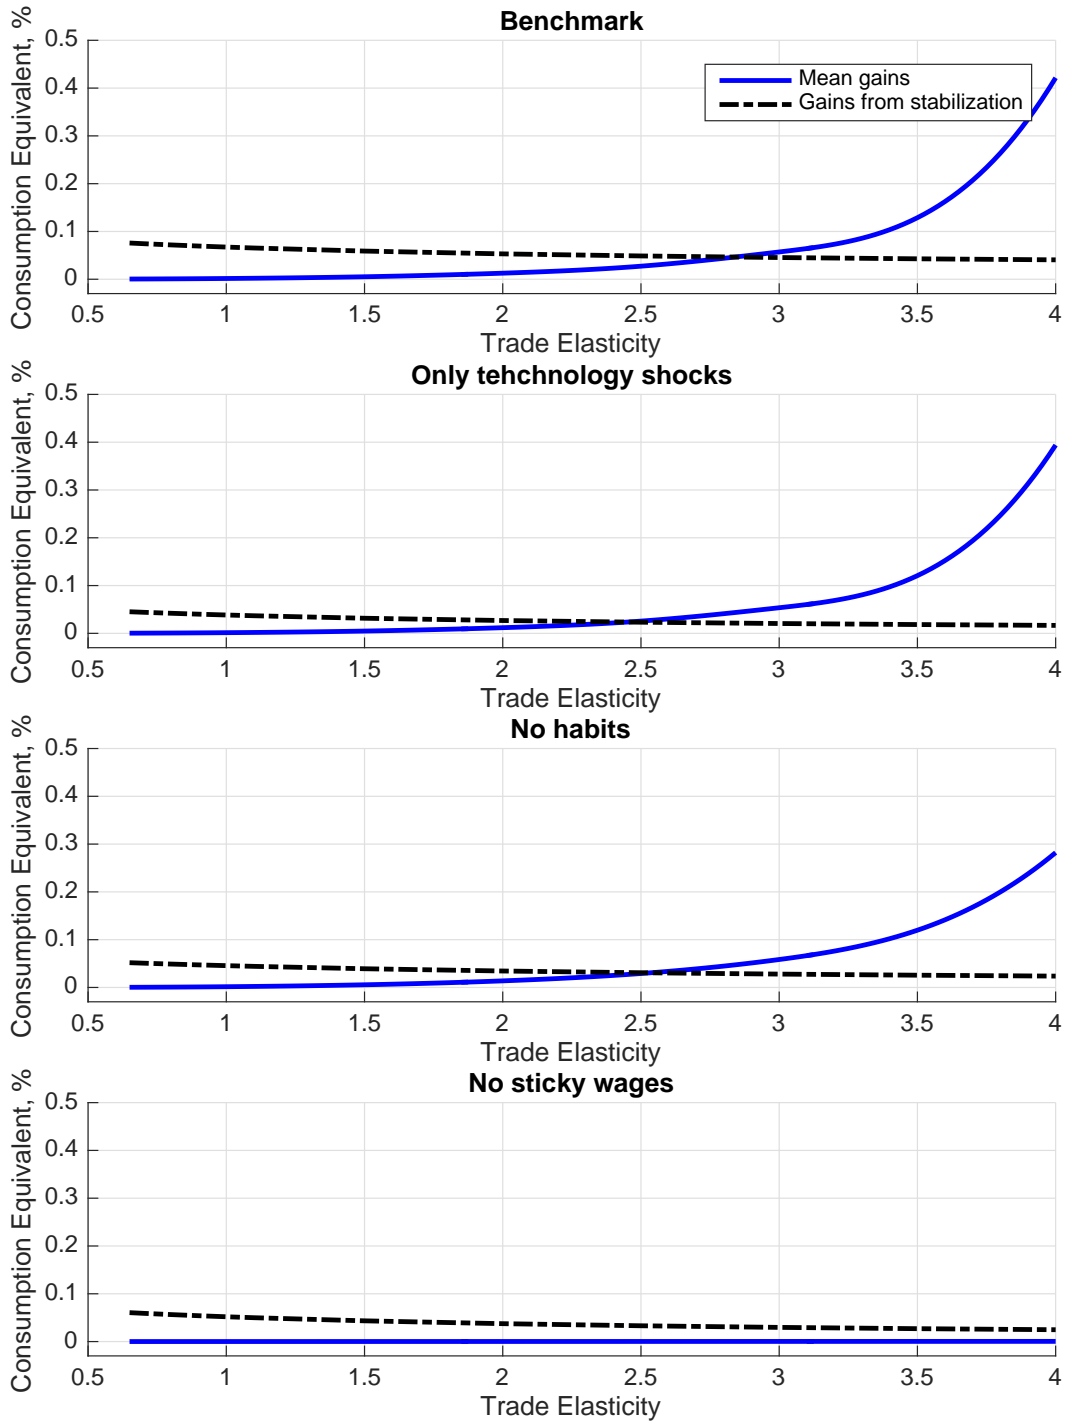 Benchmark
Consumption Equivalent, %
0.5
0.4
0.3
0.2
0.1
0
Mean gains
Gains from stabilization
0.5 1 1.5 2 2.5 3 3.5 4
Trade Elasticity
Only tehchnology shocks
Consumption Equivalent, %
0.5
0.4
0.3
0.2
0.1
0
0.5 1 1.5 2 2.5 3 3.5 4
Trade Elasticity
No habits
Consumption Equivalent, %
0.5
0.4
0.3
0.2
0.1
0
0.5 1 1.5 2 2.5 3 3.5 4
Trade Elasticity
No sticky wages
Consumption Equivalent, %
0.5
0.4
0.3
0.2
0.1
0
0.5 1 1.5 2 2.5 3 3.5 4
Trade Elasticity